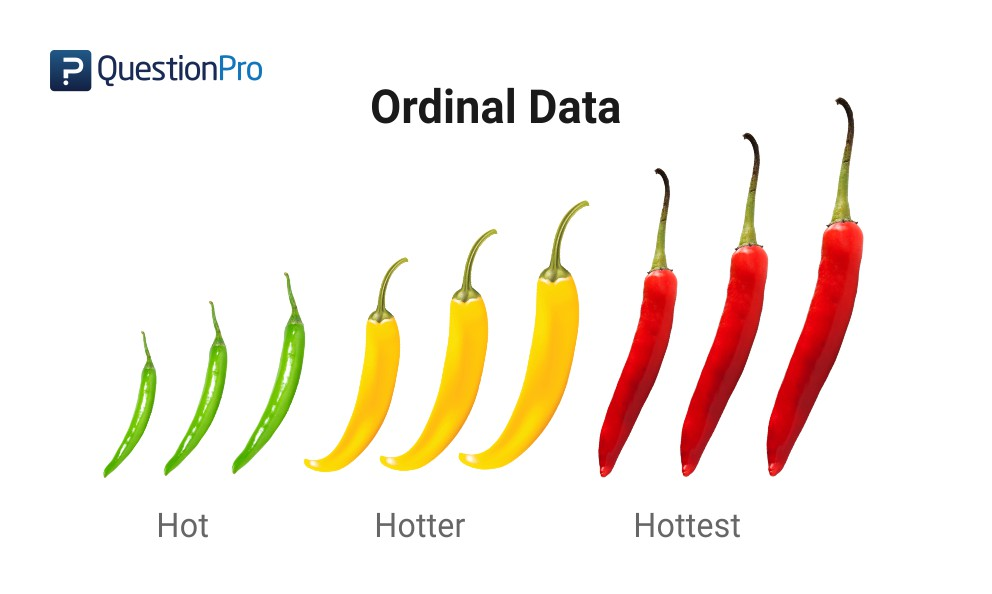 QuestionPro
Ordinal Data
Hot
Hotter
Hottest